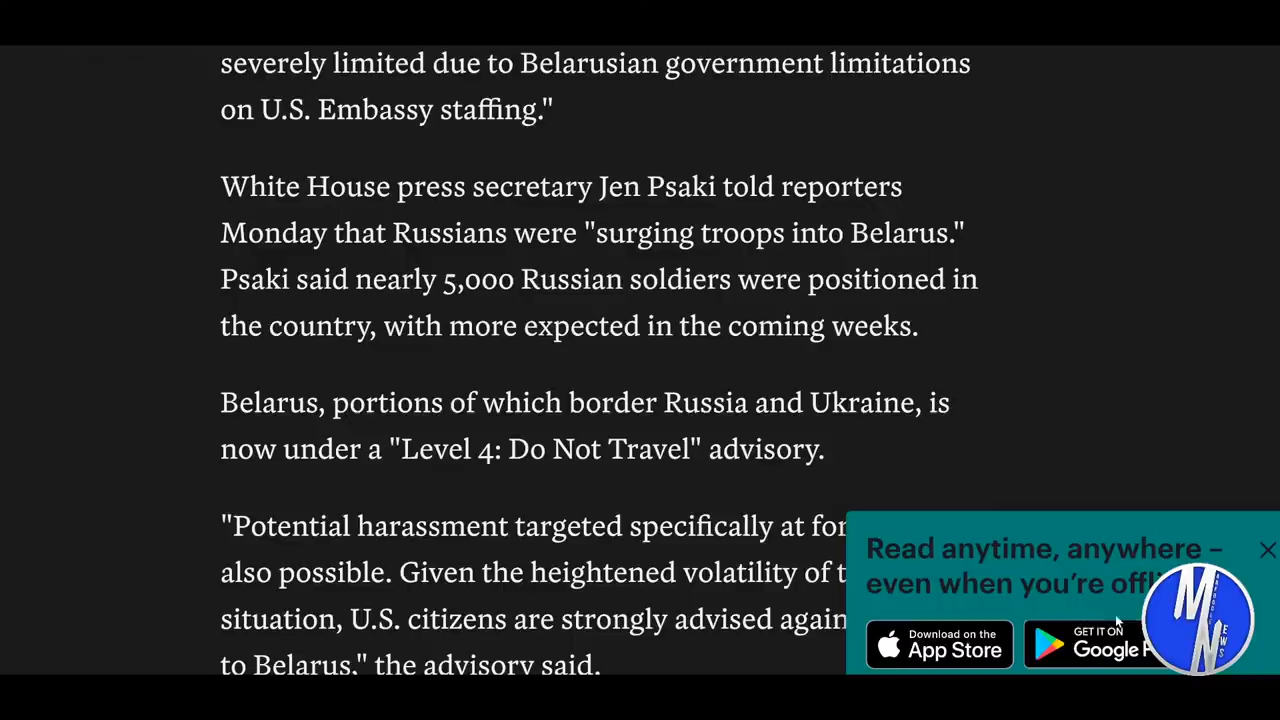 severely limited due to Belarusian government limitations
on U.S. Embassy staffing."
White House press secretary Jen Psaki told reporters
Monday that Russians were "surging troops into Belarus."
Psaki said nearly 5,000 Russian soldiers were positioned in
the country, with more expected in the coming weeks.
Belarus, portions of which border Russia and Ukraine, is
now under a "Level 4: Do Not Travel" advisory.
"Potential harassment targeted specifically at for
also possible. Given the heightened volatility of t
situation, U.S. citizens are strongly advised again
to Belarus," the advisory said.
Read anytime, anywhere –
even when you're offli
Download on the
App Store
GET IT ON
Google P
M
N
EWS